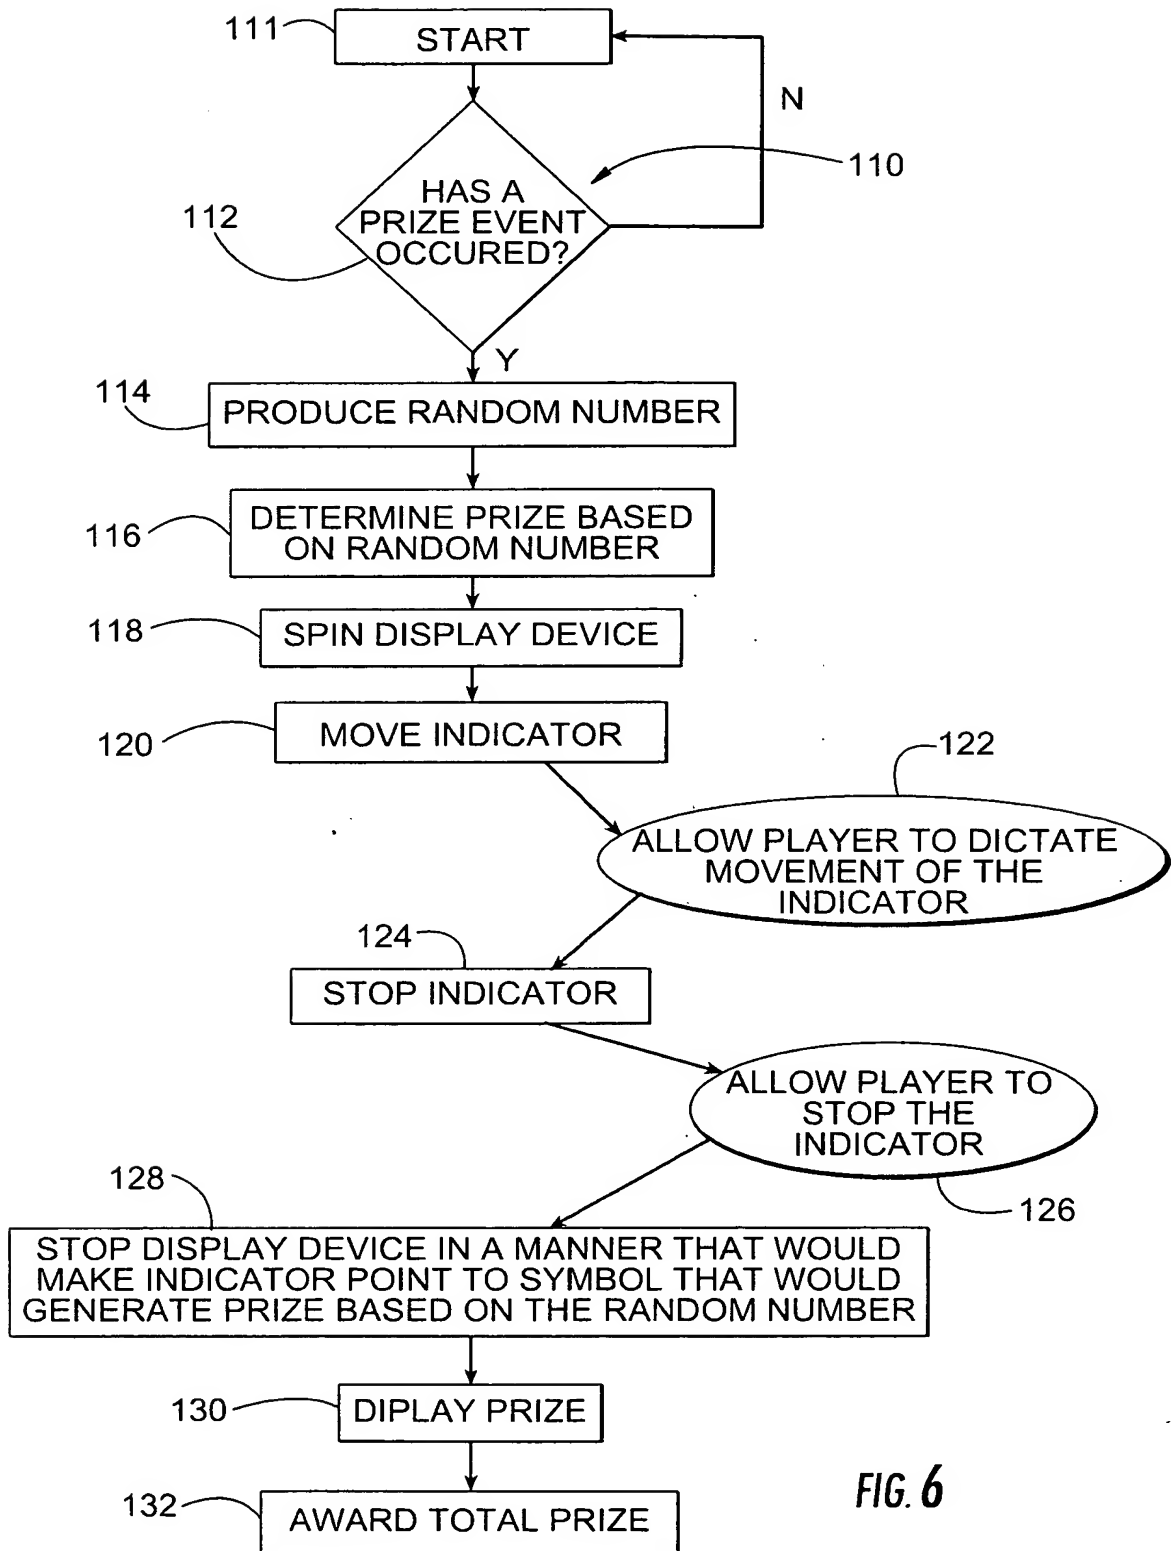 111
START
N
110
HAS A
PRIZE EVENT
OCCURED?
112
Y
114
PRODUCE RANDOM NUMBER
116
DETERMINE PRIZE BASED
ON RANDOM NUMBER
118
SPIN DISPLAY DEVICE
120
MOVE INDICATOR
122
ALLOW PLAYER TO DICTATE
MOVEMENT OF THE
INDICATOR
124
STOP INDICATOR
ALLOW PLAYER TO
STOP THE
INDICATOR
126
128
STOP DISPLAY DEVICE IN A MANNER THAT WOULD
MAKE INDICATOR POINT TO SYMBOL THAT WOULD
GENERATE PRIZE BASED ON THE RANDOM NUMBER
130
DIPLAY PRIZE
132
AWARD TOTAL PRIZE
FIG. 6